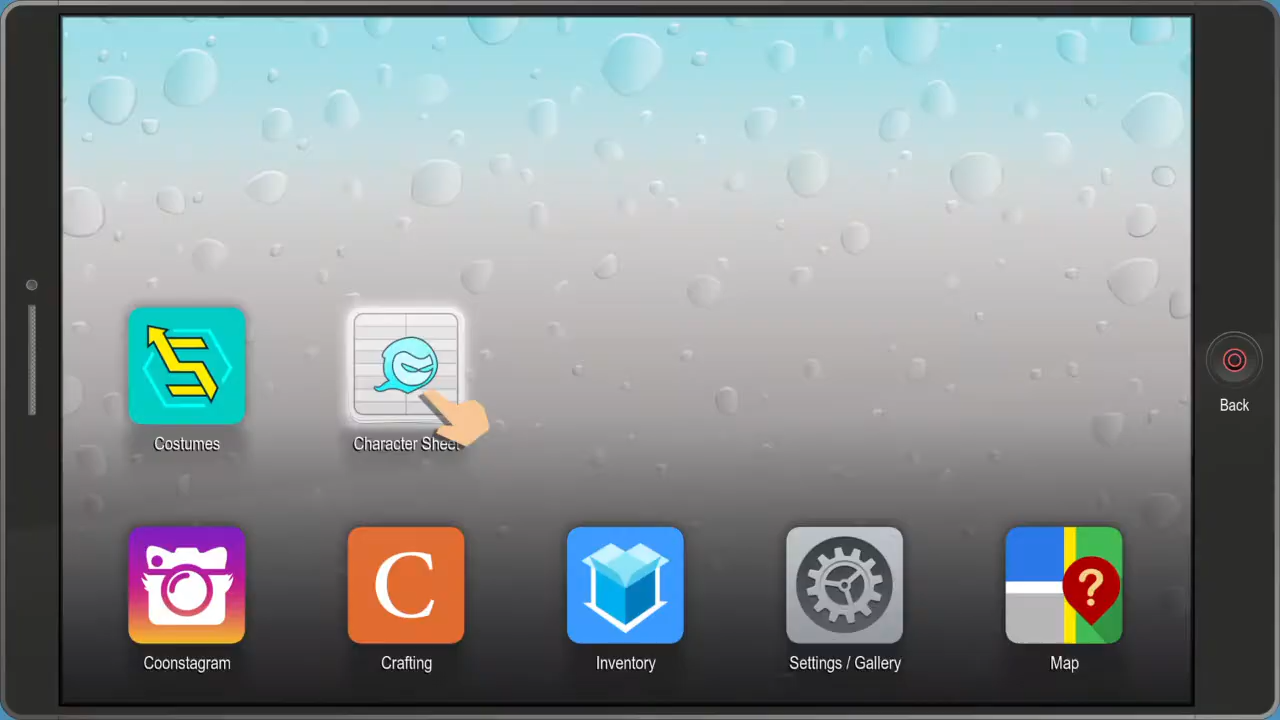 Costumes
Character Sheet
Back
C
Coonstagram
Crafting
Inventory
Settings / Gallery
?
Map